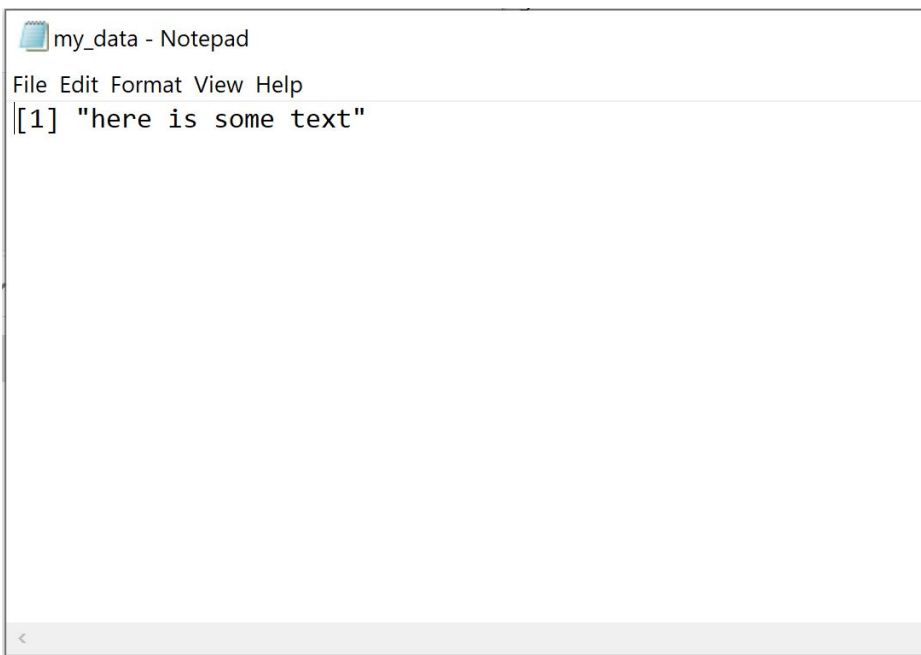 my_data - Notepad
File Edit Format View Help
[1] "here is some text"